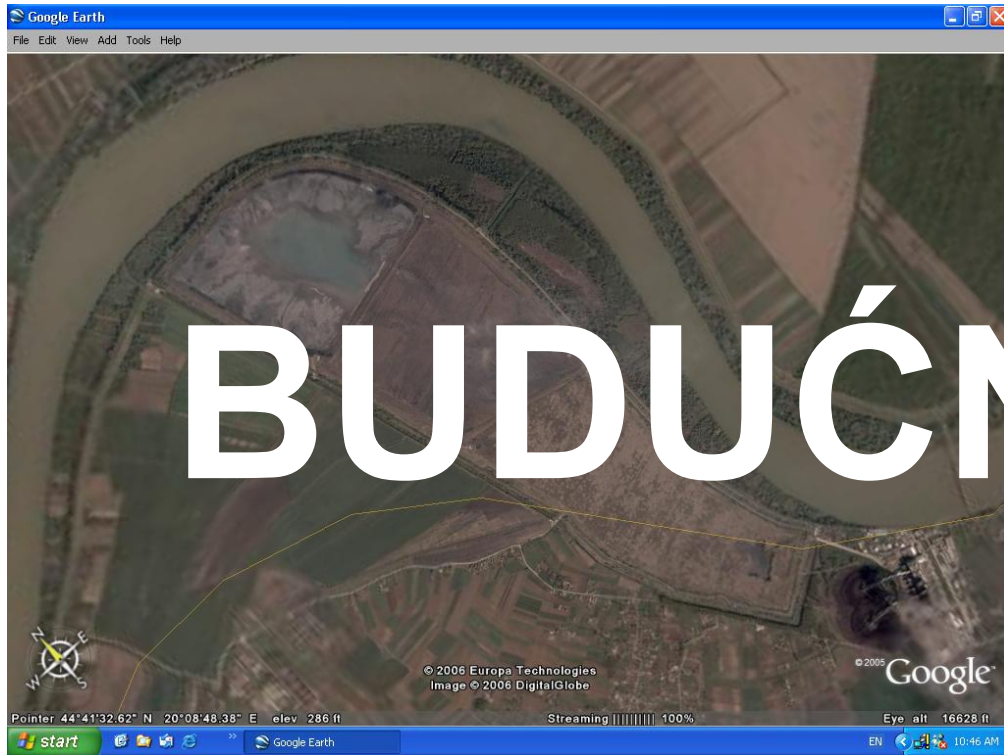 Google Earth
File Edit View Add Tools Help
BUDUĆN
N
E
W
S
© 2006 Europa Technologies
Image © 2006 DigitalGlobe
©2005 Google
Pointer 44°41'32.62" N 20°08'48.38" E elev 286 ft
Streaming |||||||||| 100%
Eye alt 16628 ft
start
Google Earth
EN
10:46 AM